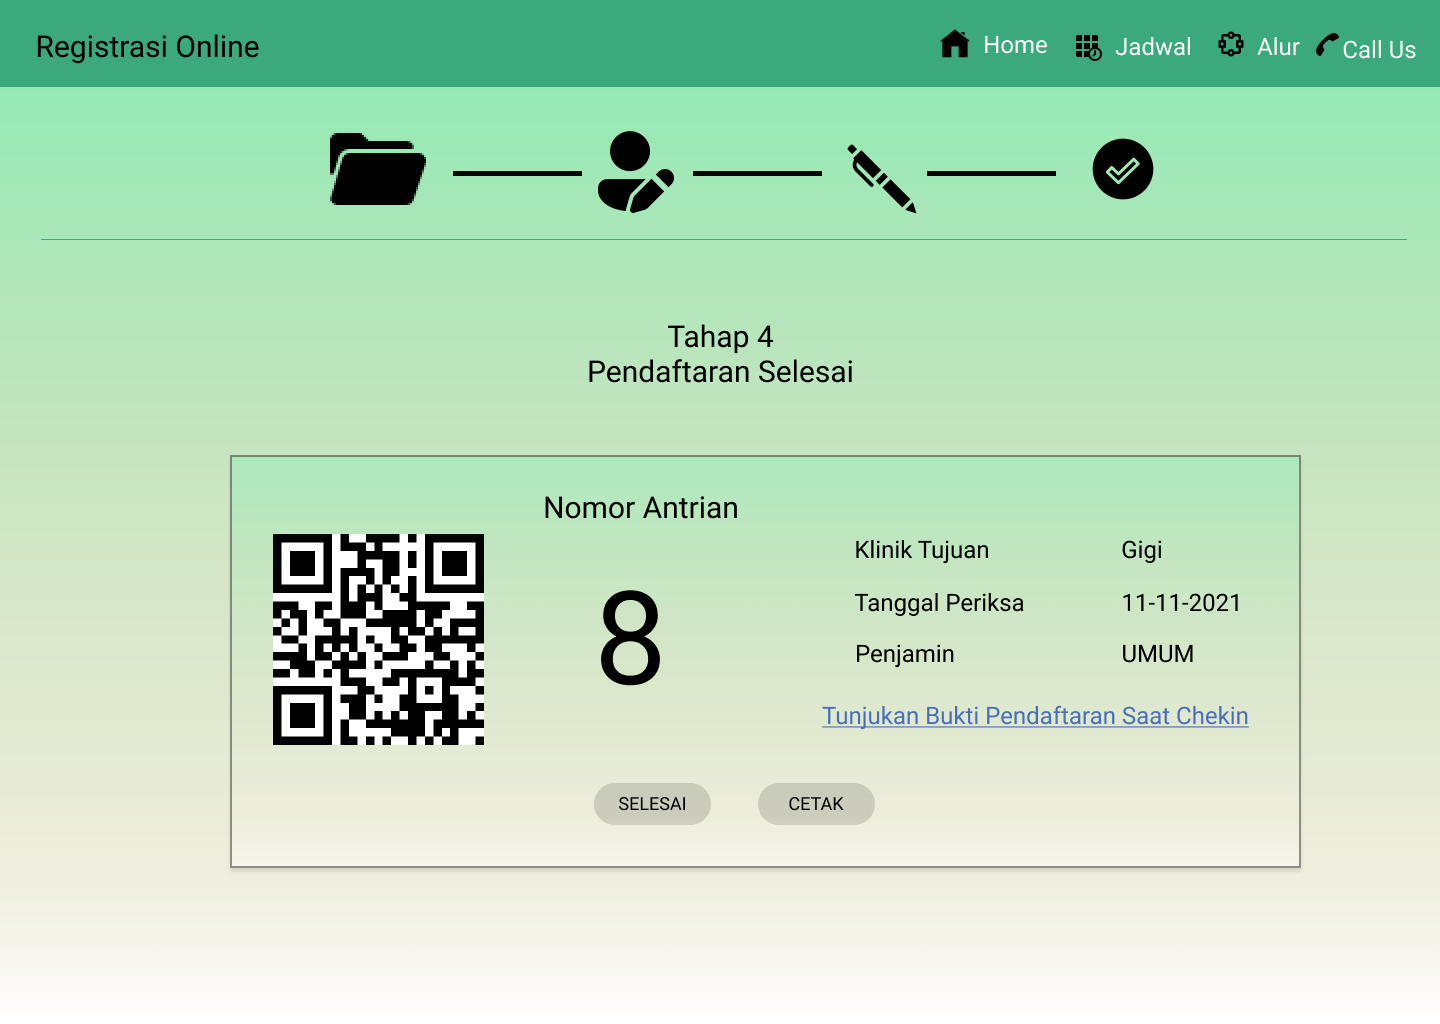 Registrasi Online
Home
Jadwal
Alur
Call Us
Tahap 4
Pendaftaran Selesai
Nomor Antrian
8
Klinik Tujuan Gigi
Tanggal Periksa 11-11-2021
Penjamin UMUM
Tunjukan Bukti Pendaftaran Saat Chekin
SELESAI
CETAK